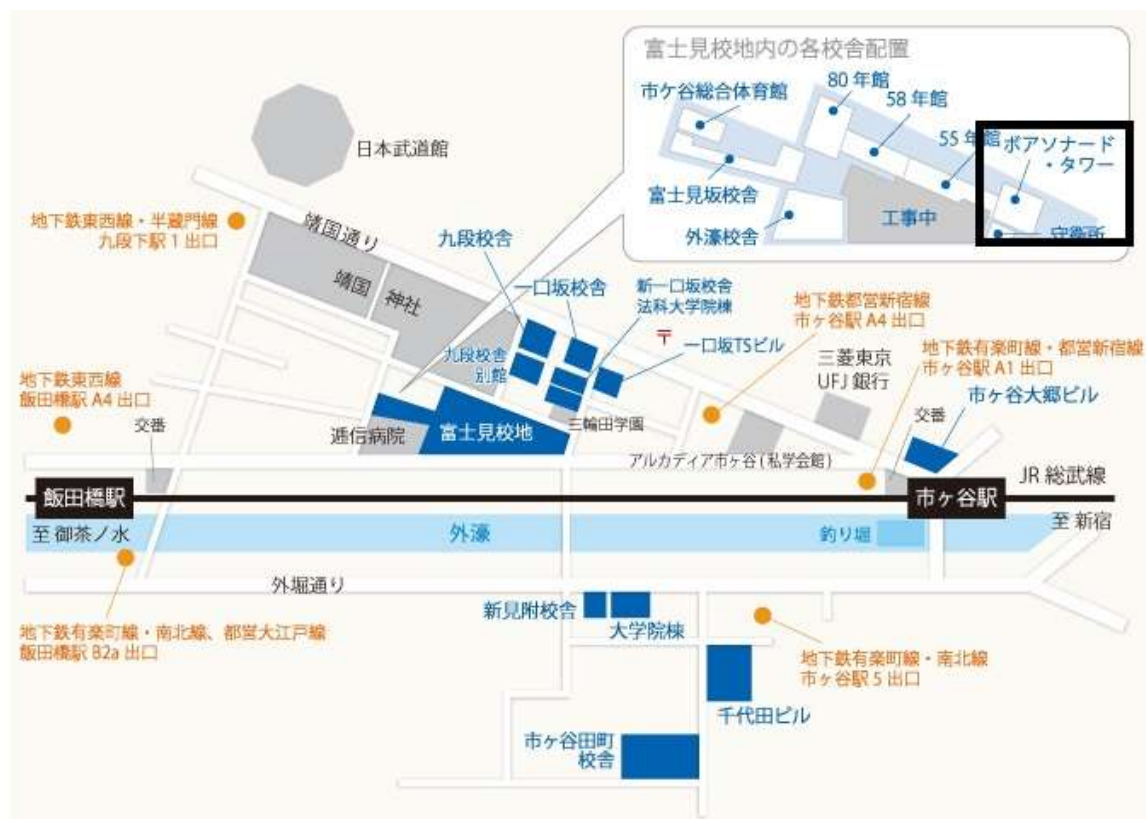 富士見校地内の各校舎配置
80年館
市ケ谷総合体育館
58年館
55年館
ボアソナード
・タワー
富士見坂校舎
外濠校舎
工事中
守衛所
日本武道館
地下鉄東西線・半蔵門線
九段下駅1出口
靖国通り
九段校舎
靖国神社
一口坂校舎
新一口坂校舎
法科大学院棟
地下鉄都営新宿線
市ヶ谷駅A4出口
〒
一口坂TSビル
三菱東京
UFJ銀行
地下鉄有楽町線・都営新宿線
市ヶ谷駅A1出口
九段校舎
別館
地下鉄東西線
飯田橋駅A4出口
市ヶ谷大郷ビル
交番
逓信病院
富士見校地
三輪田学園
交番
アルカディア市ヶ谷(私学会館)
JR総武線
飯田橋駅
市ヶ谷駅
至御茶ノ水
外濠
釣り堀
至新宿
外堀通り
新見附校舎
大学院棟
地下鉄有楽町線・南北線、都営大江戸線
飯田橋駅B2a出口
地下鉄有楽町線・南北線
市ヶ谷駅5出口
千代田ビル
市ヶ谷田町
校舎